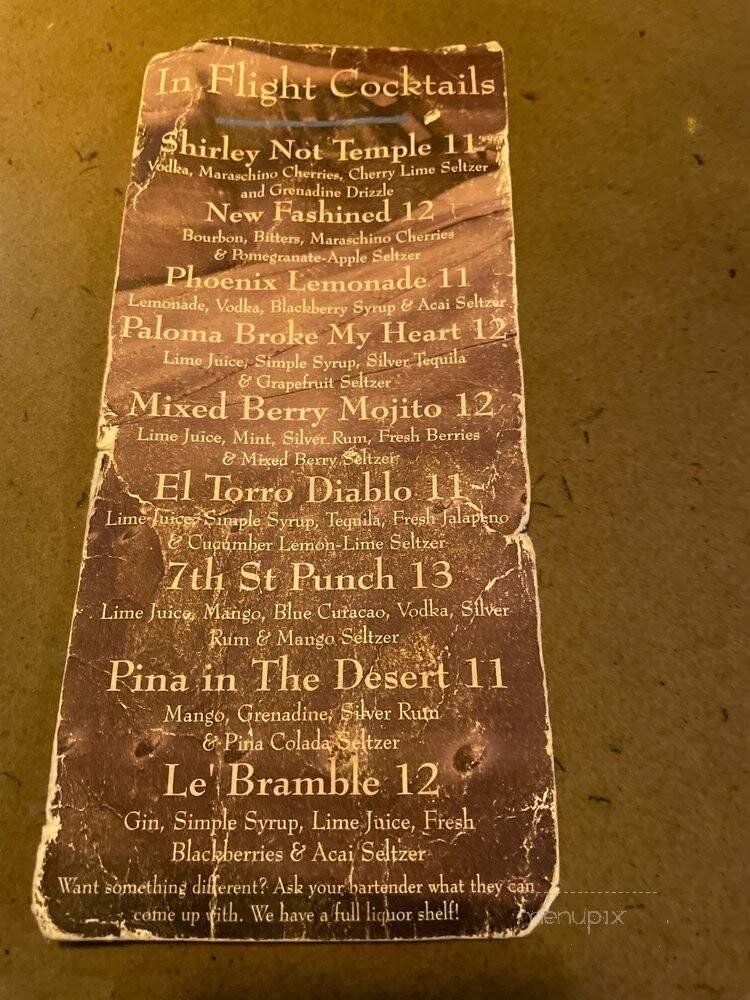 In Flight Cocktails
Shirley Not Temple 11
Vodka, Maraschino Cherries, Cherry Lime Seltzer
and Grenadine Drizzle
New Fashined 12
Bourbon, Bitters, Maraschino Cherries
& Pomegranate-Apple Seltzer
Phoenix Lemonade 11
Lemonade, Vodka, Blackberry Syrup & Acai Seltzer
Paloma Broke My Heart 12
Lime Juice, Simple Syrup, Silver Tequila
& Grapefruit Seltzer
Mixed Berry Mojito 12
Lime Juice, Mint, Silver Rum, Fresh Berries
& Mixed Berry Seltzer
El Torro Diablo 11
Lime Juice, Simple Syrup, Tequila, Fresh Jalapeno
& Cucumber Lemon-Lime Seltzer
7th St Punch 13
Lime Juice, Mango, Blue Curacao, Vodka, Silver
Rum & Mango Seltzer
Pina in The Desert 11
Mango, Grenadine, Silver Rum
& Pina Colada Seltzer
Le' Bramble 12
Gin, Simple Syrup, Lime Juice, Fresh
Blackberries & Acai Seltzer
Want something different? Ask your bartender what they can
come up with. We have a full liquor shelf!
menupix